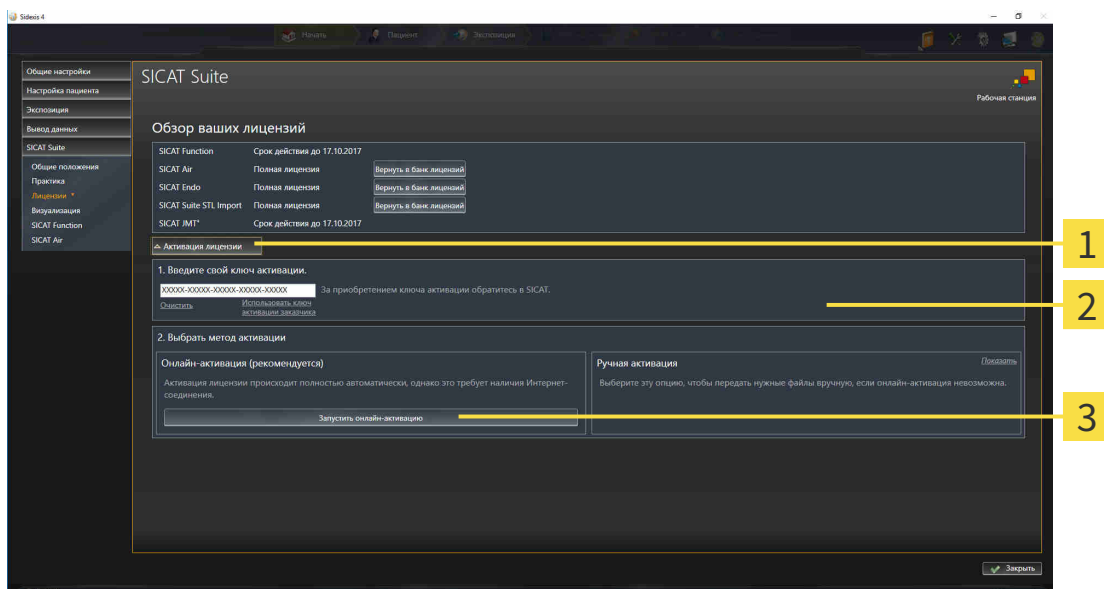 Sidexis 4
Начать
Пациент
Экспозиция
Общие настройки
Настройка пациента
Экспозиция
Вывод данных
SICAT Suite
Общие положения
Практика
Лицензии *
Визуализация
SICAT Function
SICAT Air
SICAT Suite
Рабочая станция
Обзор ваших лицензий
SICAT Function Срок действия до 17.10.2017
SICAT Air Полная лицензия Вернуть в банк лицензий
SICAT Endo Полная лицензия Вернуть в банк лицензий
SICAT Suite STL Import Полная лицензия Вернуть в банк лицензий
SICAT JMT+ Срок действия до 17.10.2017
Активация лицензии
1
1. Введите свой ключ активации.
XXXXX-XXXXX-XXXXX-XXXXX-XXXXX За приобретением ключа активации обратитесь в SICAT.
Очистить Использовать ключ
активации заказчика
2
2. Выбрать метод активации
Онлайн-активация (рекомендуется)
Активация лицензии происходит полностью автоматически, однако это требует наличия Интернет-
соединения.
Запустить онлайн-активацию
Ручная активация Показать
Выберите эту опцию, чтобы передать нужные файлы вручную, если онлайн-активация невозможна.
3
Закрыть